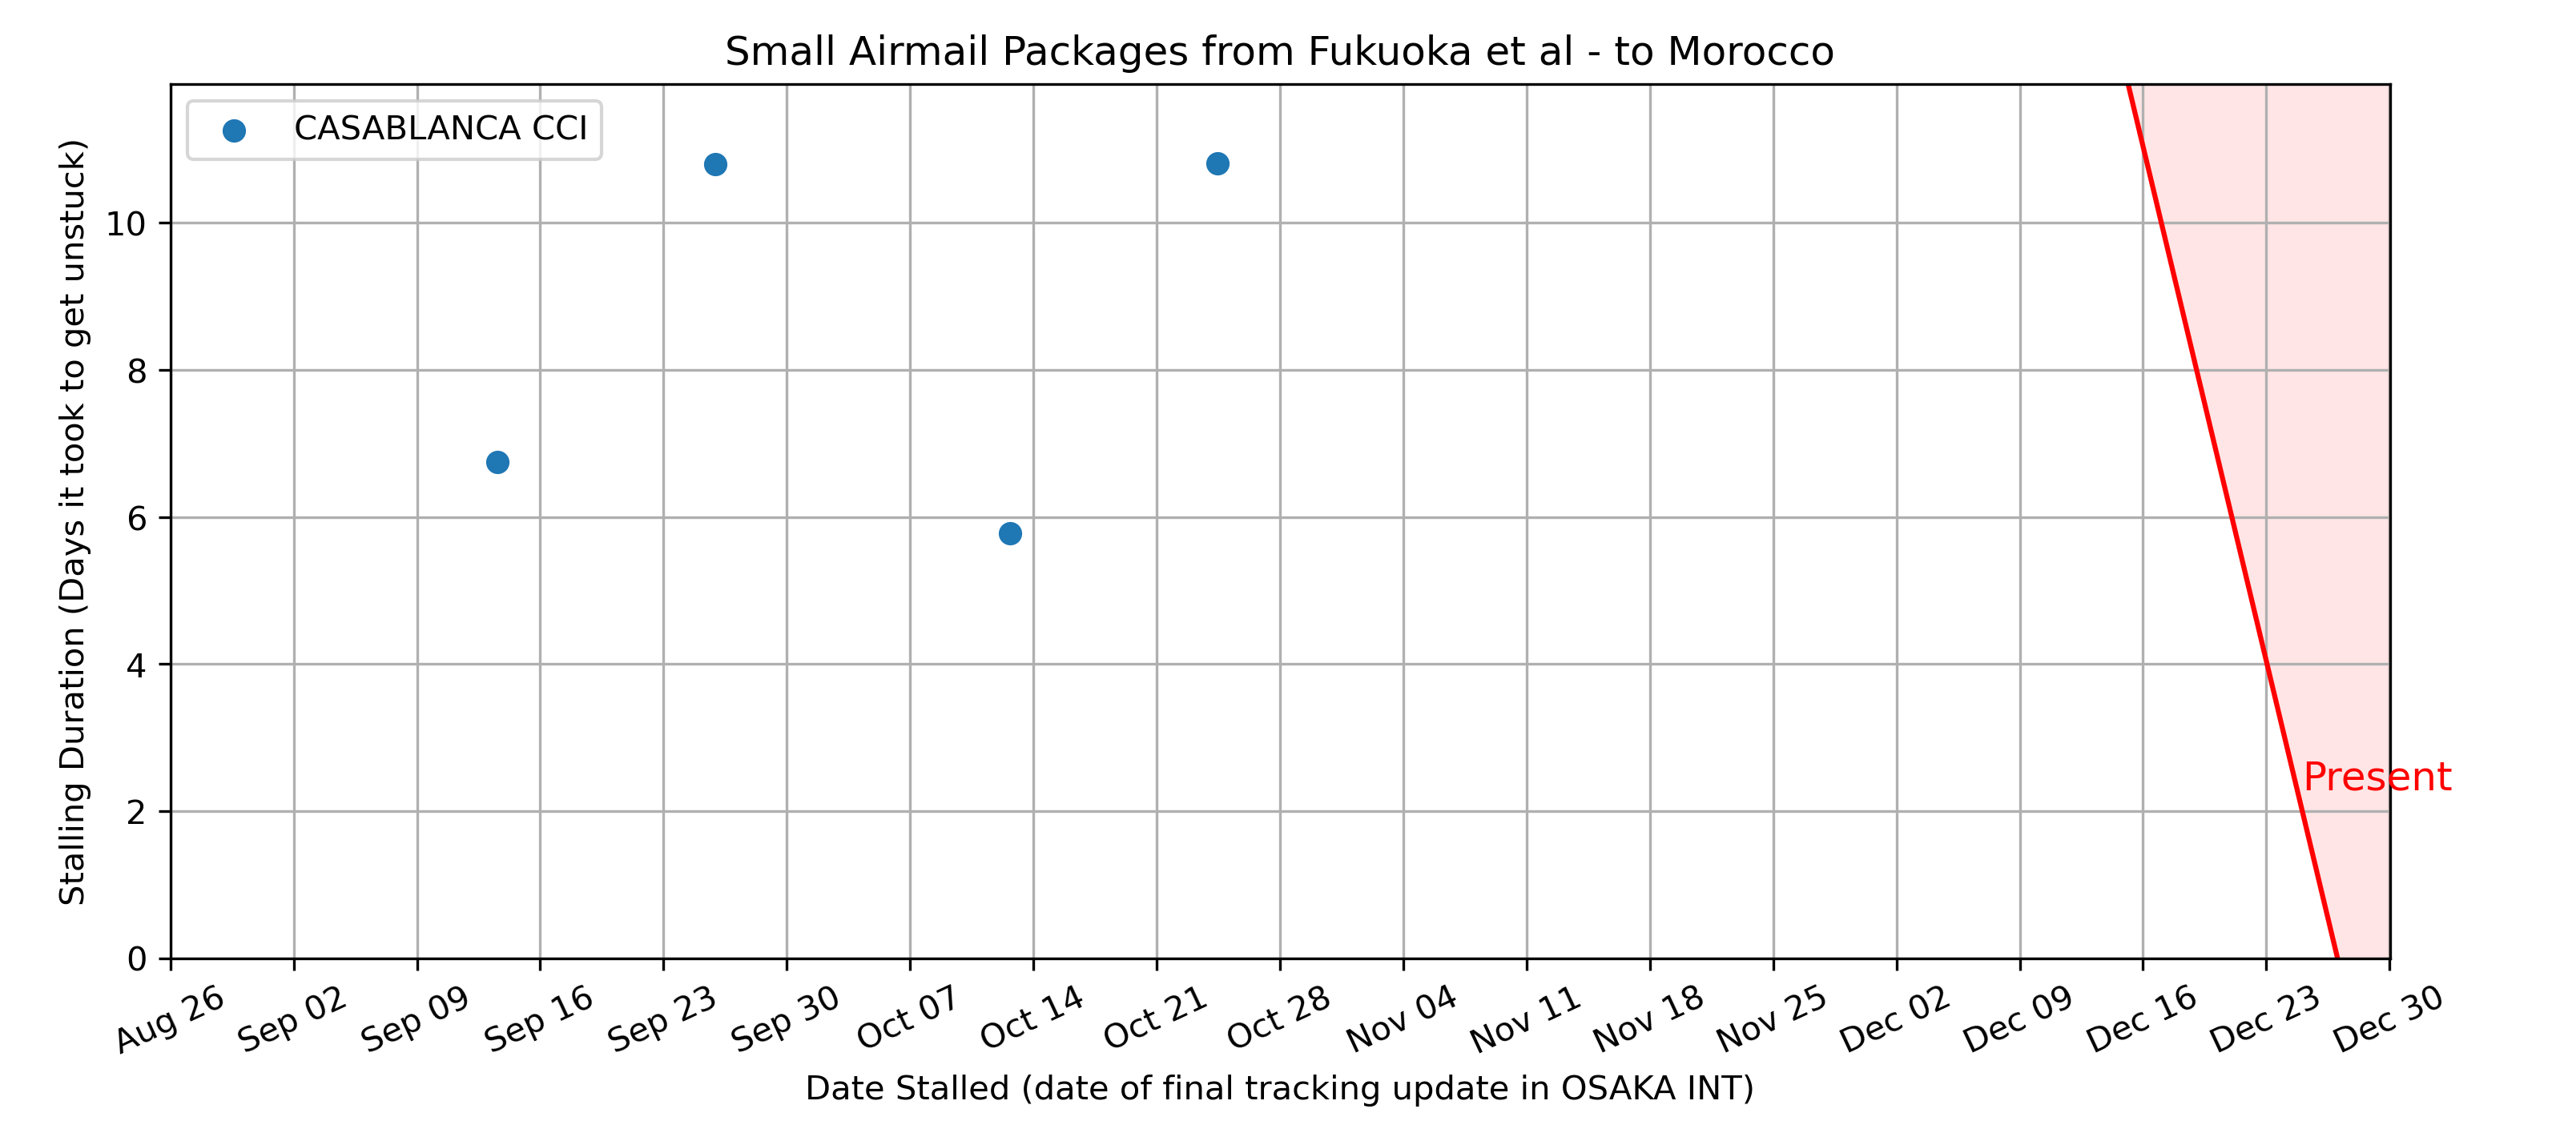 Small Airmail Packages from Fukuoka et al - to Morocco
CASABLANCA CCI
Stalling Duration (Days it took to get unstuck)
10
8
6
4
2
0
Present
Aug 26 Sep 02 Sep 09 Sep 16 Sep 23 Sep 30 Oct 07 Oct 14 Oct 21 Oct 28 Nov 04 Nov 11 Nov 18 Nov 25 Dec 02 Dec 09 Dec 16 Dec 23 Dec 30
Date Stalled (date of final tracking update in OSAKA INT)